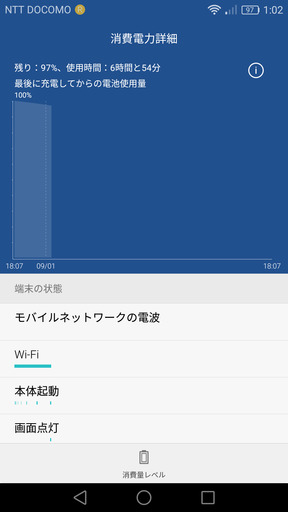 NTT DOCOMO R 97 1:02
消費電力詳細
残り：97%、使用時間：6時間と54分
最後に充電してからの電池使用量
100%
18:07 09/01 18:07
端末の状態
モバイルネットワークの電波
Wi-Fi
本体起動
画面点灯
消費量レベル